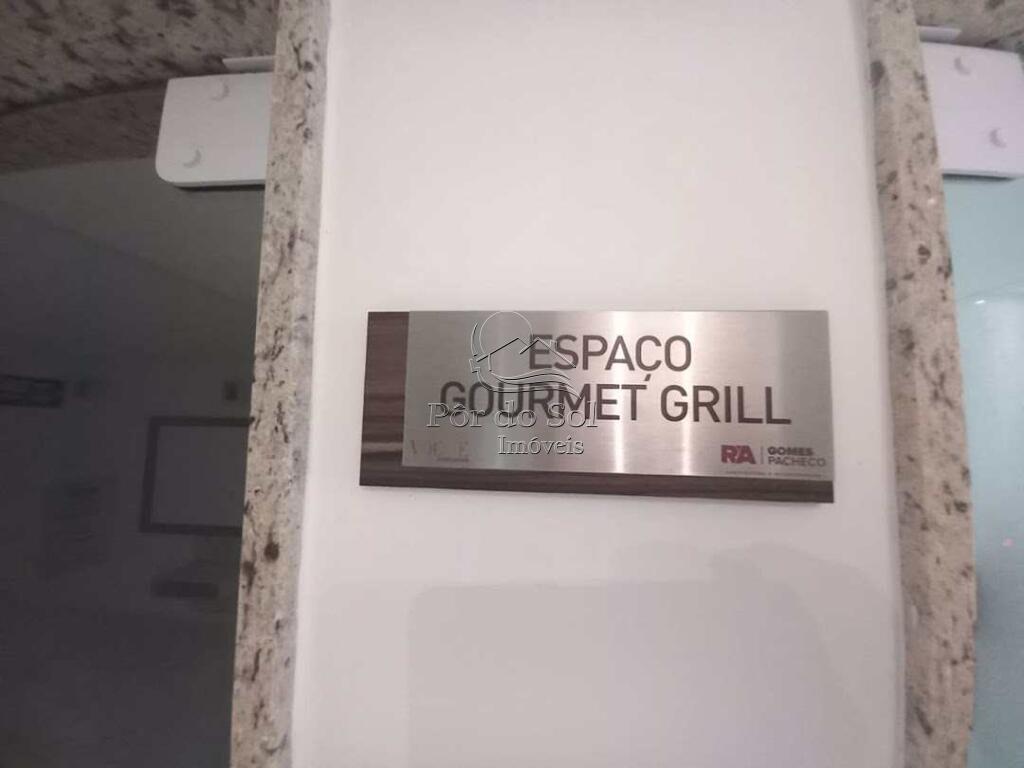 ESPAÇO
GOURMET GRILL
Pôr do Sol
Imóveis
RA GOMES
PACHECO